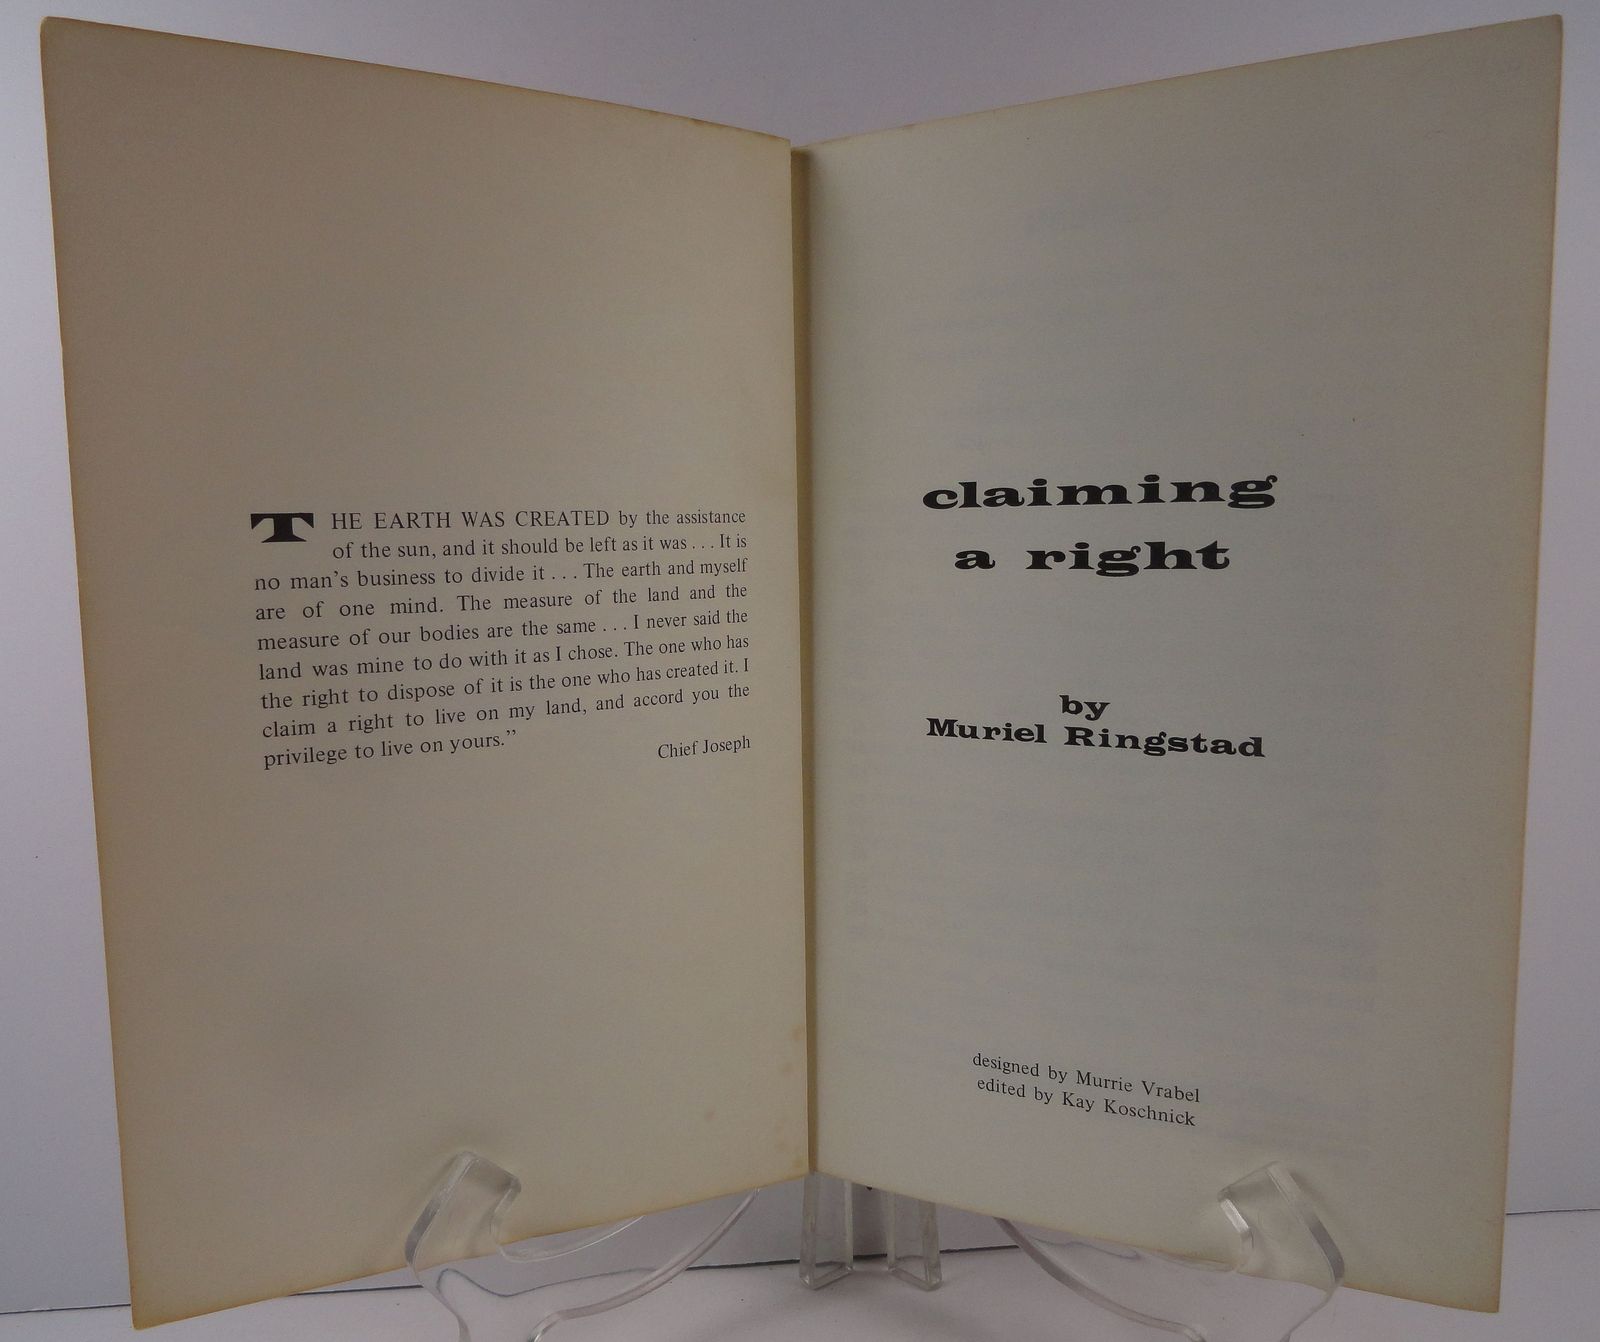 THE EARTH WAS CREATED by the assistance
of the sun, and it should be left as it was . . . It is
no man's business to divide it . . . The earth and myself
are of one mind. The measure of the land and the
measure of our bodies are the same . . . I never said the
land was mine to do with it as I chose. The one who has
the right to dispose of it is the one who has created it. I
claim a right to live on my land, and accord you the
privilege to live on yours."
Chief Joseph
claiming
a right
by
Muriel Ringstad
designed by Murrie Vrabel
edited by Kay Koschnick